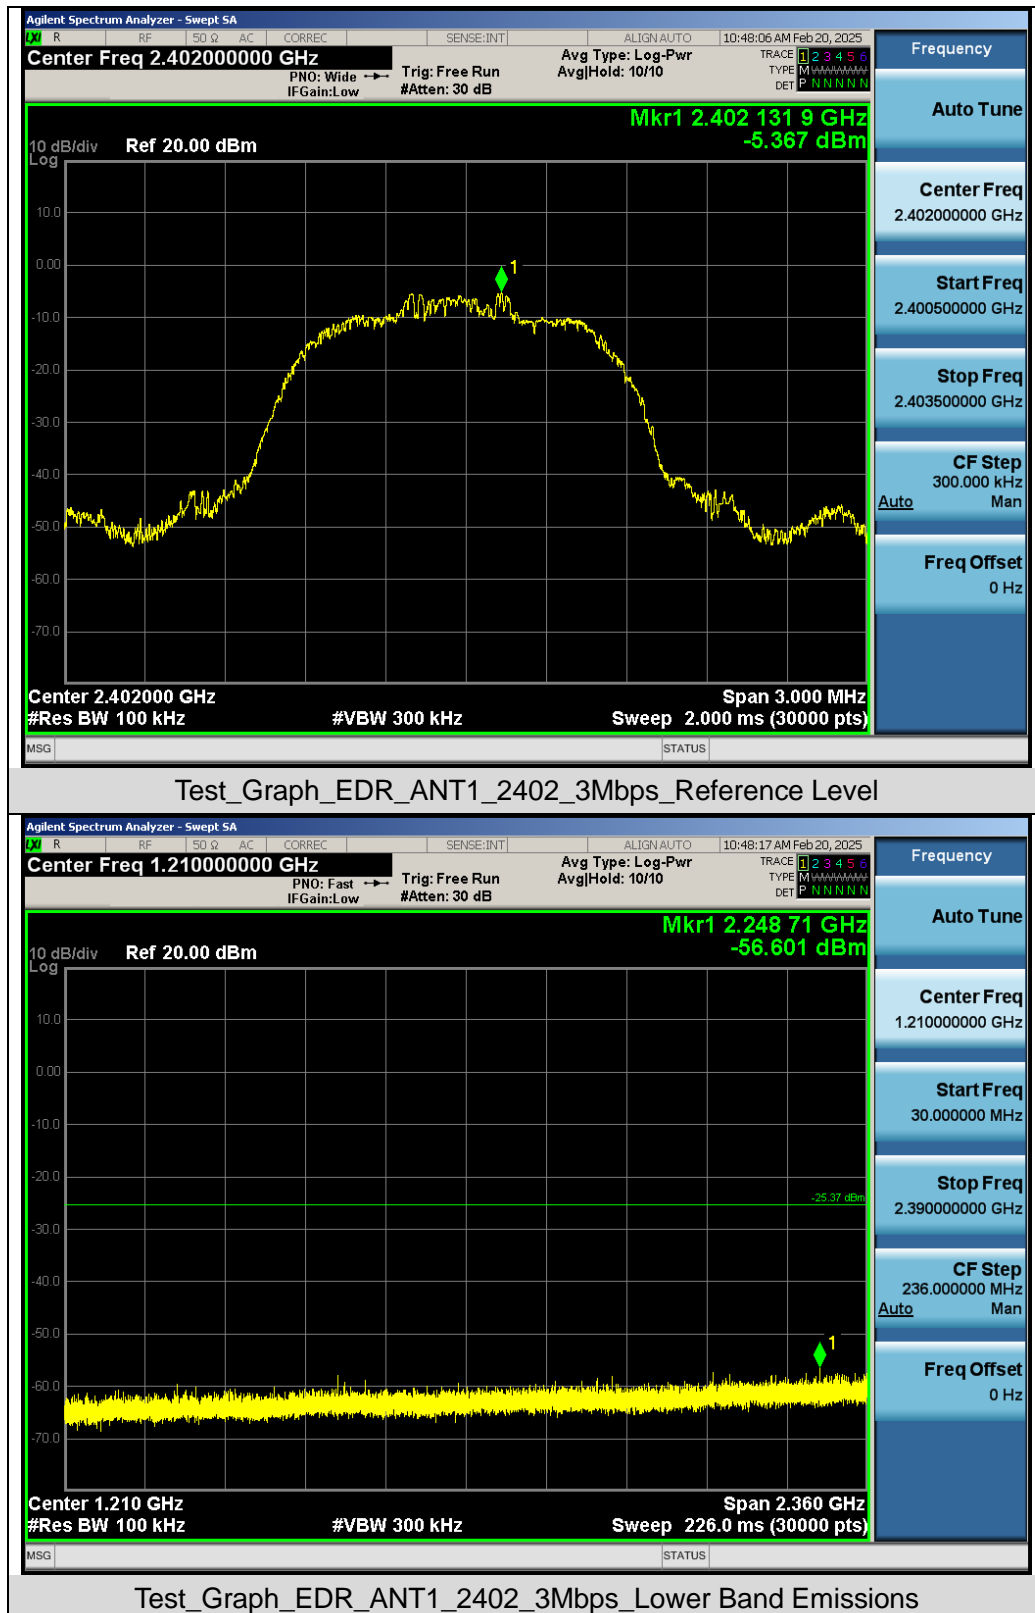 Agilent Spectrum Analyzer - Swept SA
LXI R RF 50 Ω AC CORREC SENSE:INT ALIGN AUTO 10:48:06 AM Feb 20, 2025
Center Freq 2.402000000 GHz
PNO: Wide
IFGain:Low
Trig: Free Run
#Atten: 30 dB
Avg Type: Log-Pwr
Avg|Hold: 10/10
TRACE 1 2 3 4 5 6
TYPE M
DET P N N N N N
Mkr1 2.402 131 9 GHz
-5.367 dBm
10 dB/div Ref 20.00 dBm
Log
10.0
0.00
1
-10.0
-20.0
-30.0
-40.0
-50.0
-60.0
-70.0
Center 2.402000 GHz Span 3.000 MHz
#Res BW 100 kHz #VBW 300 kHz Sweep 2.000 ms (30000 pts)
MSG STATUS
Frequency
Auto Tune
Center Freq
2.402000000 GHz
Start Freq
2.400500000 GHz
Stop Freq
2.403500000 GHz
CF Step
300.000 kHz
Auto Man
Freq Offset
0 Hz
Test_Graph_EDR_ANT1_2402_3Mbps_Reference Level
Agilent Spectrum Analyzer - Swept SA
LXI R RF 50 Ω AC CORREC SENSE:INT ALIGN AUTO 10:48:17 AM Feb 20, 2025
Center Freq 1.210000000 GHz
PNO: Fast
IFGain:Low
Trig: Free Run
#Atten: 30 dB
Avg Type: Log-Pwr
Avg|Hold: 10/10
TRACE 1 2 3 4 5 6
TYPE M
DET P N N N N N
Mkr1 2.248 71 GHz
-56.601 dBm
10 dB/div Ref 20.00 dBm
Log
10.0
0.00
-10.0
-20.0
-25.37 dBm
-30.0
-40.0
-50.0
1
-60.0
-70.0
Center 1.210 GHz Span 2.360 GHz
#Res BW 100 kHz #VBW 300 kHz Sweep 226.0 ms (30000 pts)
MSG STATUS
Frequency
Auto Tune
Center Freq
1.210000000 GHz
Start Freq
30.000000 MHz
Stop Freq
2.390000000 GHz
CF Step
236.000000 MHz
Auto Man
Freq Offset
0 Hz
Test_Graph_EDR_ANT1_2402_3Mbps_Lower Band Emissions